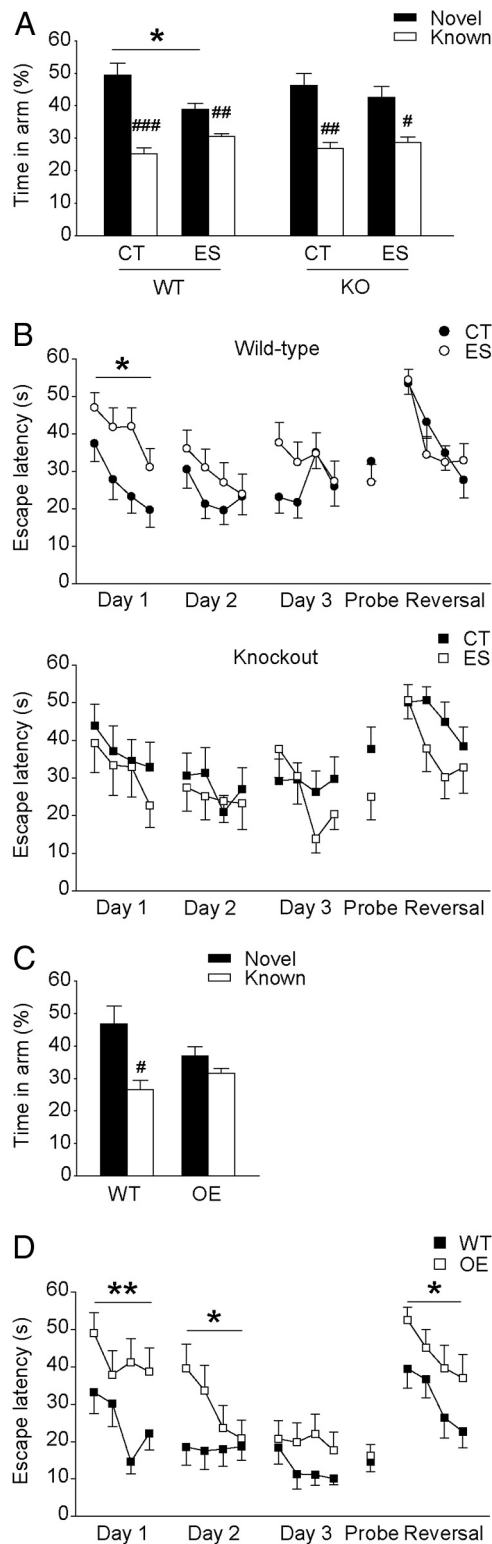 A
Novel
Known
Time in arm (%)
60
50
40
30
20
10
0
*
###
##
##
#
CT ES CT ES
WT KO
B
Wild-type
CT
ES
Escape latency (s)
60
50
40
30
20
10
0
*
Day 1 Day 2 Day 3 Probe Reversal
Knockout
CT
ES
Escape latency (s)
60
50
40
30
20
10
0
Day 1 Day 2 Day 3 Probe Reversal
C
Novel
Known
Time in arm (%)
60
50
40
30
20
10
0
#
WT OE
D
WT
OE
Escape latency (s)
60
50
40
30
20
10
0
**
*
*
Day 1 Day 2 Day 3 Probe Reversal